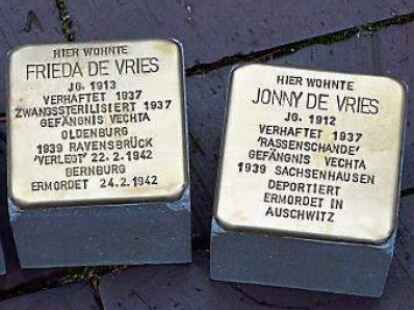 HIER WOHNTE
FRIEDA DE VRIES
JG. 1913
VERHAFTET 1937
ZWANGSSTERILISIERT 1937
GEFÄNGNIS VECHTA
OLDENBURG
1939 RAVENSBRÜCK
'VERLEGT' 22.2.1942
BERNBURG
ERMORDET 24.2.1942
HIER WOHNTE
JONNY DE VRIES
JG. 1912
VERHAFTET 1937
'RASSENSCHANDE'
GEFÄNGNIS VECHTA
1939 SACHSENHAUSEN
DEPORTIERT
ERMORDET IN
AUSCHWITZ